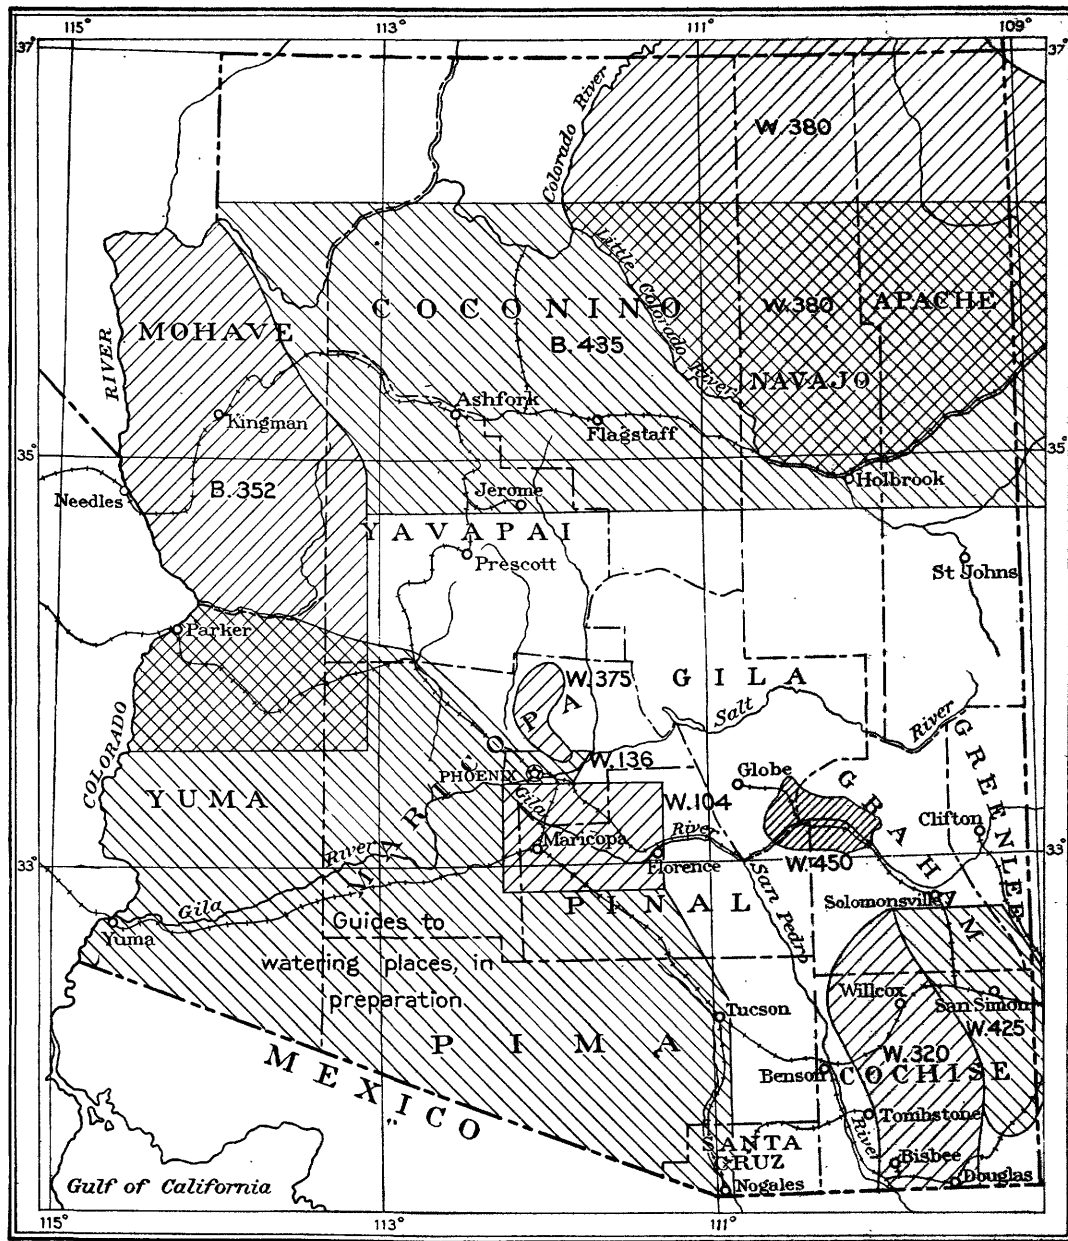 115° 113° 111° 109°
37° 37°
Colorado River
W. 380
Little Colorado River
COCONINO
W. 380 APACHE
MOHAVE
B. 435
RIVER
NAVAJO
Ashfork
Kingman
Flagstaff
35° 35°
Needles
B. 352
Jerome
Holbrook
YAVAPAI
Prescott
St Johns
Parker
GILA
W. 375
Salt River
COLORADO
MARICOPA
GREENLEE
W. 136
PHOENIX
Globe
GRAHAM
YUMA
Gila River
W. 104
Clifton
Maricopa
Florence
33° 33°
W. 450
Gila River
San Pedro River
PINAL
Solomonsville
Yuma
Guides to
watering places, in
preparation
Willcox
San Simon
Tucson
W. 425
PIMA
W. 320
MEXICO
Benson
COCHISE
Tombstone
ANTA
CRUZ
Bisbee
Nogales
Douglas
Gulf of California
115° 113° 111°